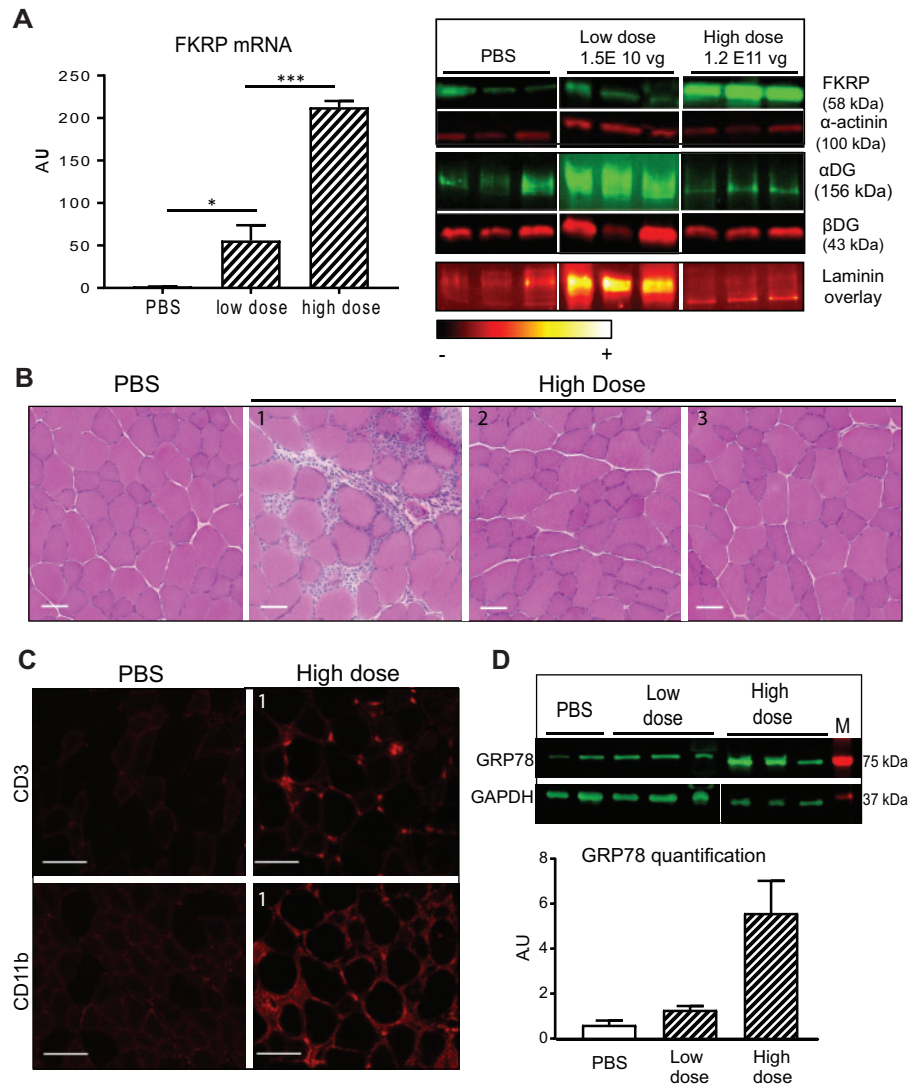 A
FKRP mRNA
250
200
150
100
50
0
AU
*
***
PBS
low dose
high dose
PBS
Low dose
1.5E 10 vg
High dose
1.2 E11 vg
FKRP
(58 kDa)
α-actinin
(100 kDa)
αDG
(156 kDa)
βDG
(43 kDa)
Laminin
overlay
- +
B
PBS
High Dose
1
2
3
C
PBS
High dose
CD3
1
CD11b
1
D
PBS
Low
dose
High
dose
M
GRP78
75 kDa
GAPDH
37 kDa
GRP78 quantification
8
6
4
2
0
AU
PBS
Low
dose
High
dose